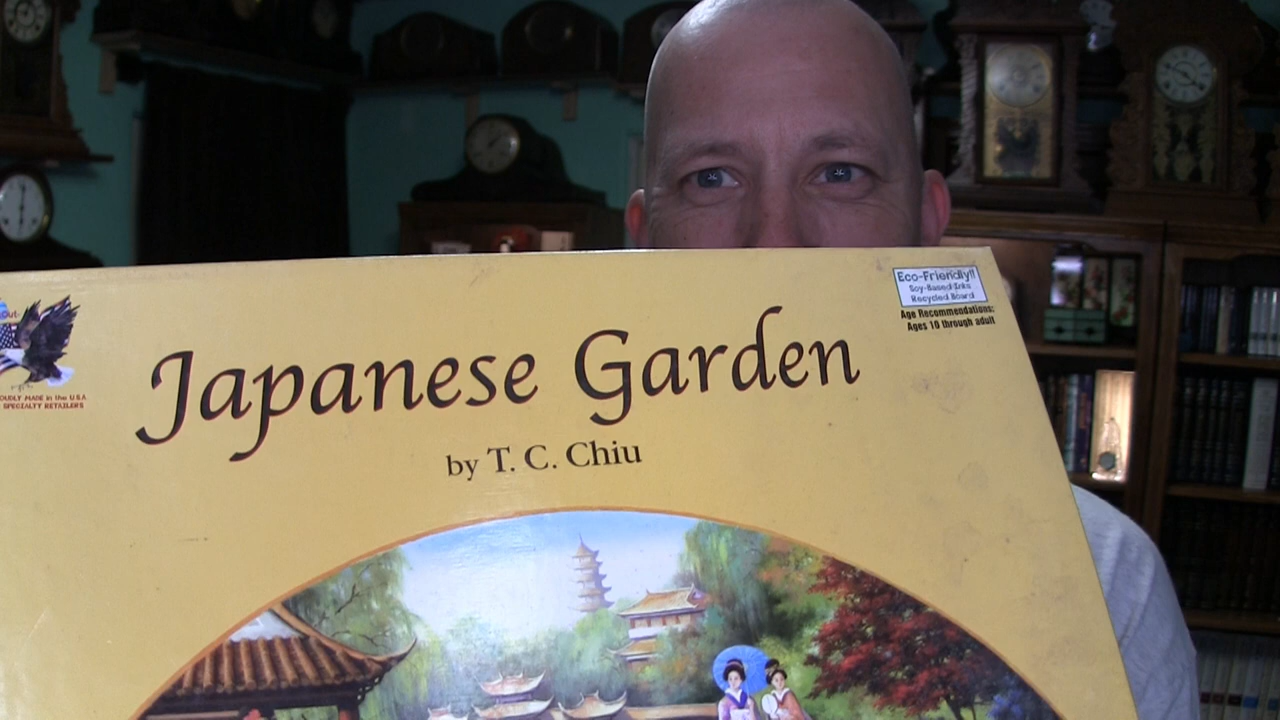 Japanese Garden
by T. C. Chiu
Eco-Friendly!!
Soy-Based Inks
Recycled Board
Age Recommendations:
Ages 10 through adult
MADE in the U.S.A
SPECIALTY RETAILERS